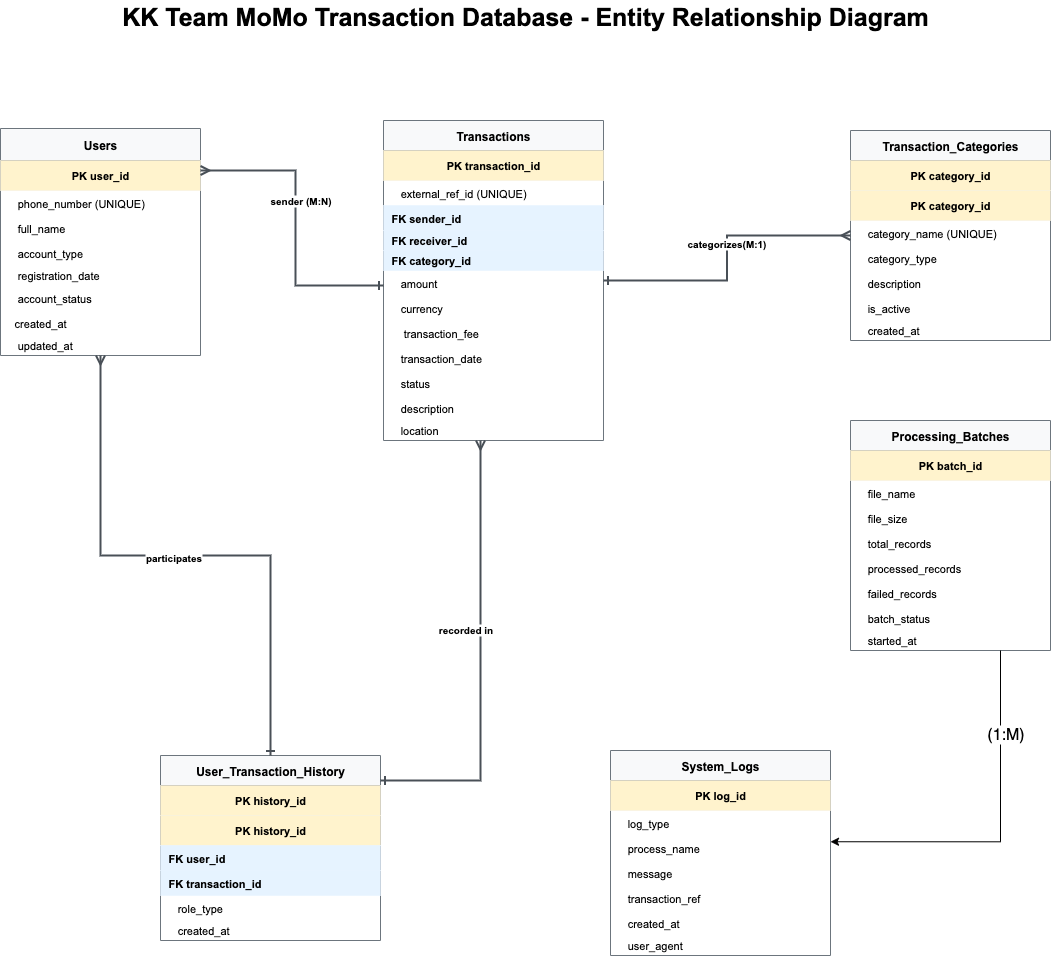 KK Team MoMo Transaction Database - Entity Relationship Diagram
Users
PK user_id
phone_number (UNIQUE)
full_name
account_type
registration_date
account_status
created_at
updated_at
sender (M:N)
Transactions
PK transaction_id
external_ref_id (UNIQUE)
FK sender_id
FK receiver_id
FK category_id
amount
currency
transaction_fee
transaction_date
status
description
location
categorizes(M:1)
Transaction_Categories
PK category_id
PK category_id
category_name (UNIQUE)
category_type
description
is_active
created_at
Processing_Batches
PK batch_id
file_name
file_size
total_records
processed_records
failed_records
batch_status
started_at
participates
recorded in
(1:M)
User_Transaction_History
PK history_id
PK history_id
FK user_id
FK transaction_id
role_type
created_at
System_Logs
PK log_id
log_type
process_name
message
transaction_ref
created_at
user_agent